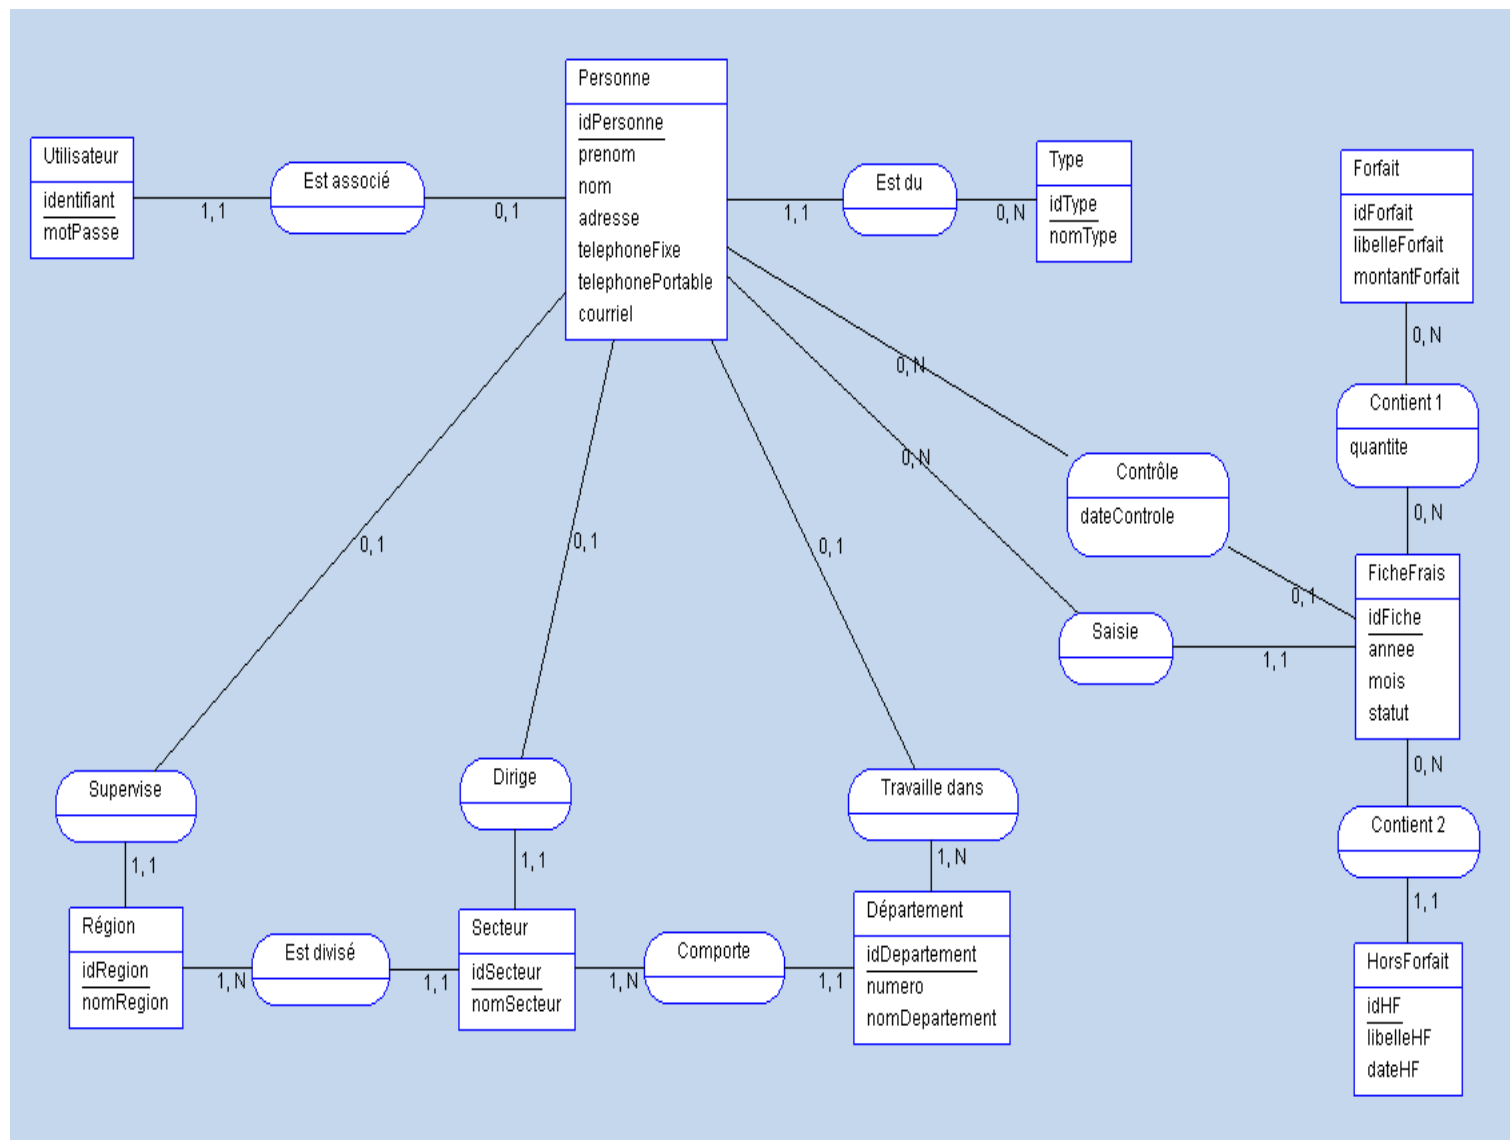 Personne
idPersonne
prenom
nom
adresse
telephoneFixe
telephonePortable
courriel
Utilisateur
identifiant
motPasse
1, 1
Est associé
0, 1
1, 1
Est du
0, N
Type
idType
nomType
Forfait
idForfait
libelleForfait
montantForfait
0, N
Contient 1
quantite
0, N
0, N
Contrôle
dateControle
0, 1
0, N
Saisie
1, 1
FicheFrais
idFiche
annee
mois
statut
0, N
Contient 2
1, 1
HorsForfait
idHF
libelleHF
dateHF
0, 1
Supervise
1, 1
0, 1
Dirige
1, 1
0, 1
Travaille dans
1, N
Région
idRegion
nomRegion
1, N
Est divisé
1, 1
Secteur
idSecteur
nomSecteur
1, N
Comporte
1, 1
Département
idDepartement
numero
nomDepartement